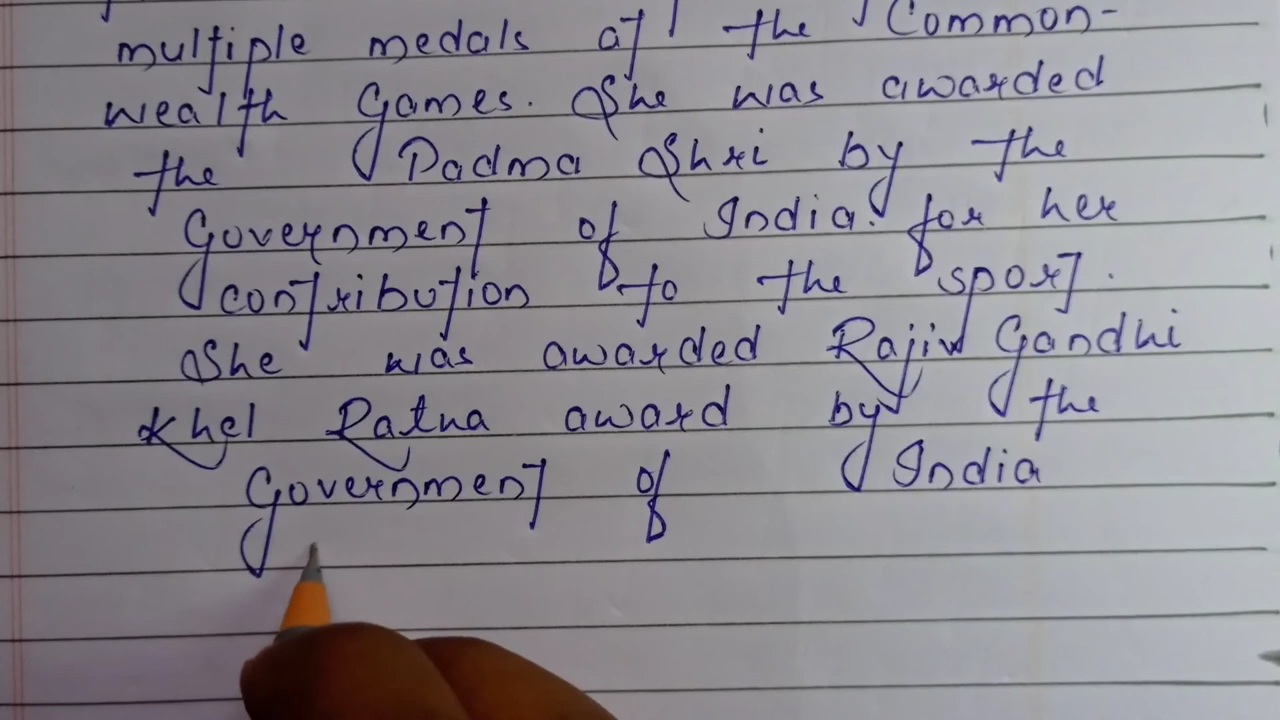 multiple medals at the Common-
wealth Games. She was awarded
the Padma Shri by the
Government of India. for her
contribution to the sport.
She was awarded Rajiv Gandhi
Khel Ratna award by the
Government of India